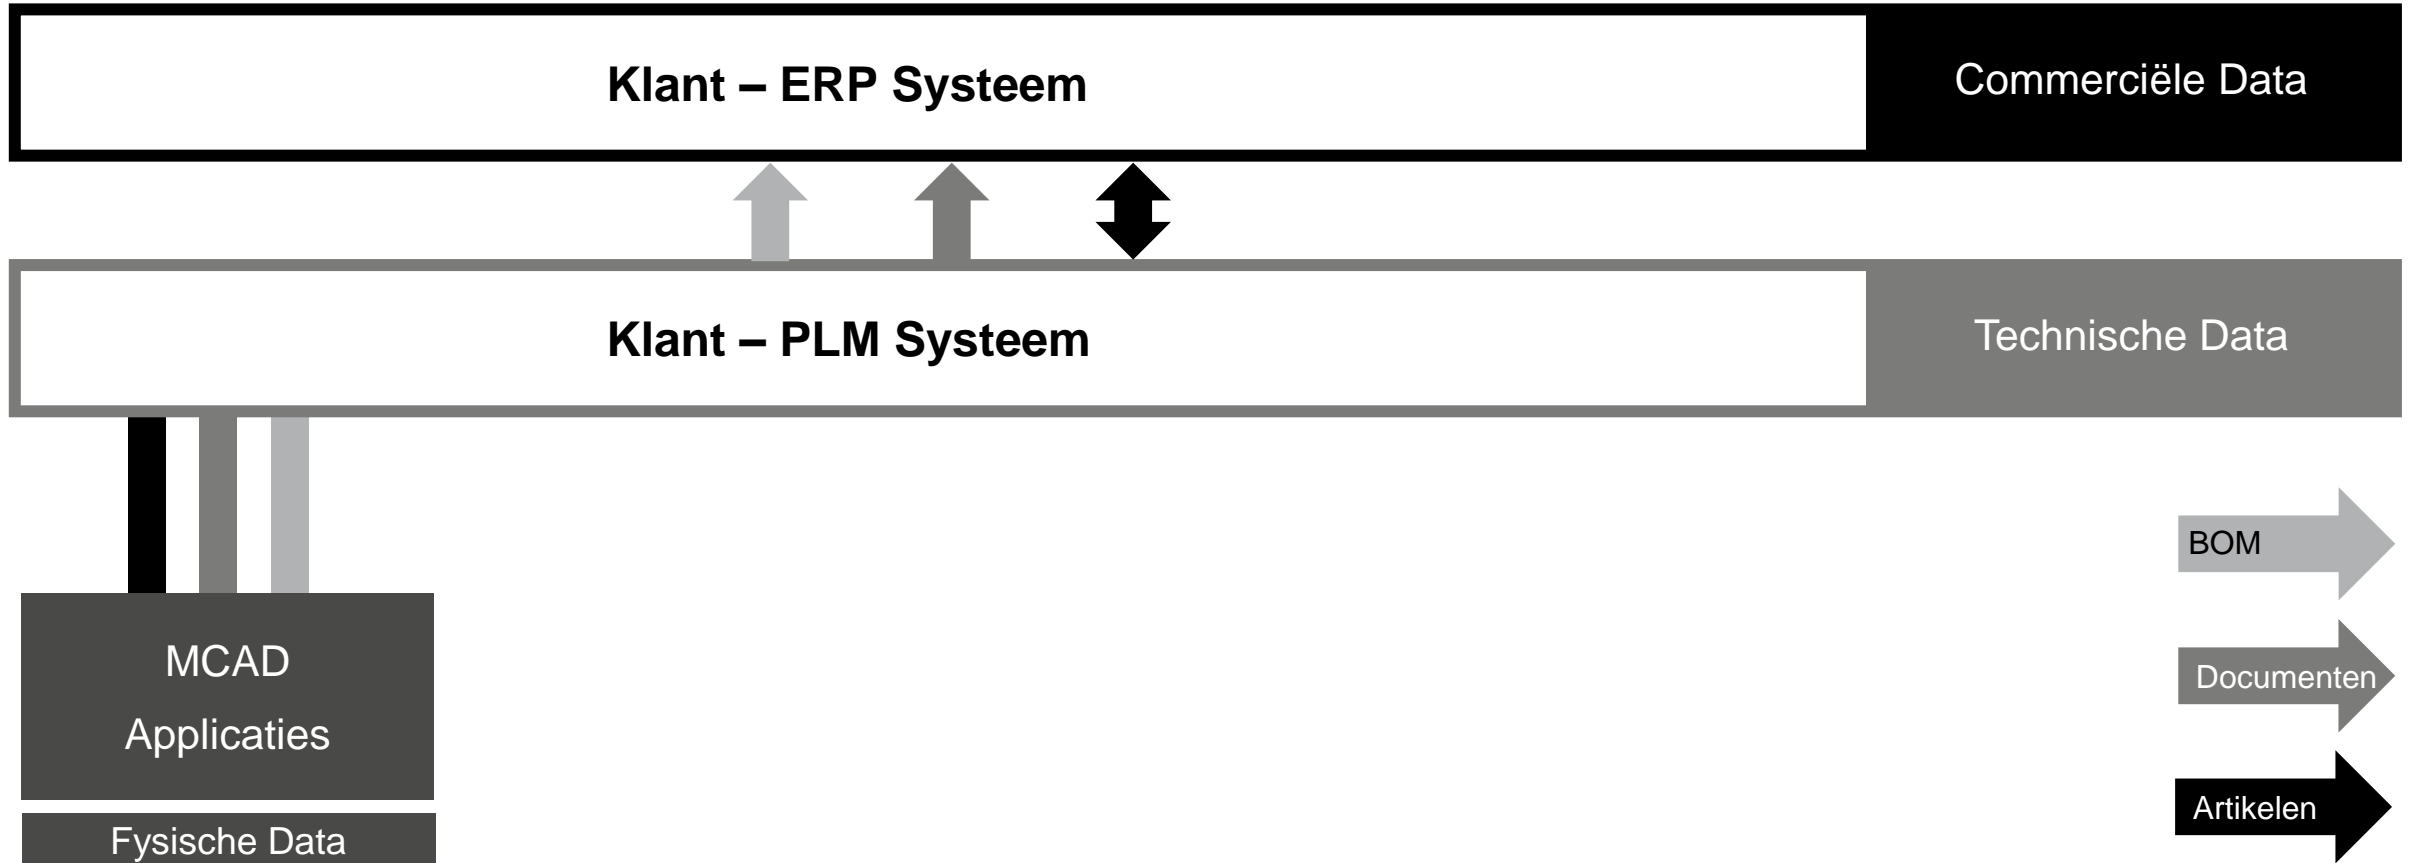 Klant – ERP Systeem
Commerciële Data
Klant – PLM Systeem
Technische Data
BOM
MCAD
Applicaties
Documenten
Artikelen
Fysische Data